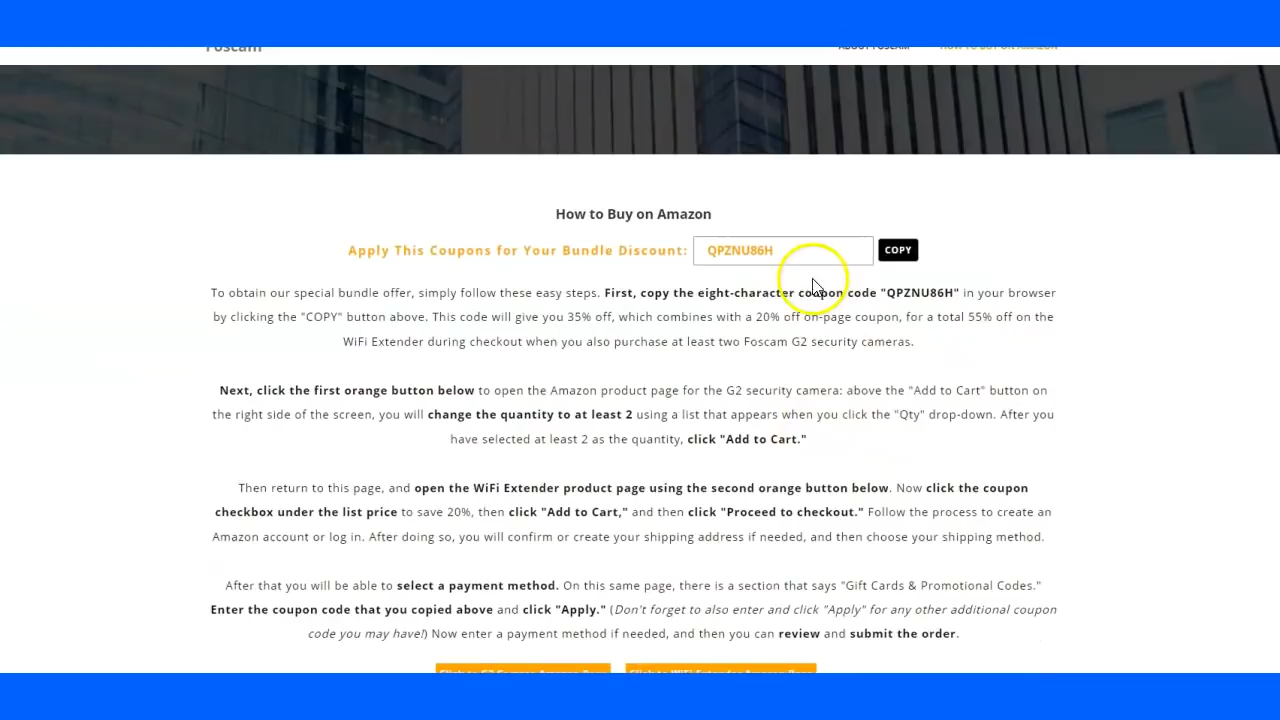 Foscam
ABOUT FOSCAM HOW TO BUY ON AMAZON
How to Buy on Amazon
Apply This Coupons for Your Bundle Discount: QPZNU86H COPY
To obtain our special bundle offer, simply follow these easy steps. First, copy the eight-character coupon code "QPZNU86H" in your browser
by clicking the "COPY" button above. This code will give you 35% off, which combines with a 20% off on-page coupon, for a total 55% off on the
WiFi Extender during checkout when you also purchase at least two Foscam G2 security cameras.
Next, click the first orange button below to open the Amazon product page for the G2 security camera: above the "Add to Cart" button on
the right side of the screen, you will change the quantity to at least 2 using a list that appears when you click the "Qty" drop-down. After you
have selected at least 2 as the quantity, click "Add to Cart."
Then return to this page, and open the WiFi Extender product page using the second orange button below. Now click the coupon
checkbox under the list price to save 20%, then click "Add to Cart," and then click "Proceed to checkout." Follow the process to create an
Amazon account or log in. After doing so, you will confirm or create your shipping address if needed, and then choose your shipping method.
After that you will be able to select a payment method. On this same page, there is a section that says "Gift Cards & Promotional Codes."
Enter the coupon code that you copied above and click "Apply." (Don't forget to also enter and click "Apply" for any other additional coupon
code you may have!) Now enter a payment method if needed, and then you can review and submit the order.